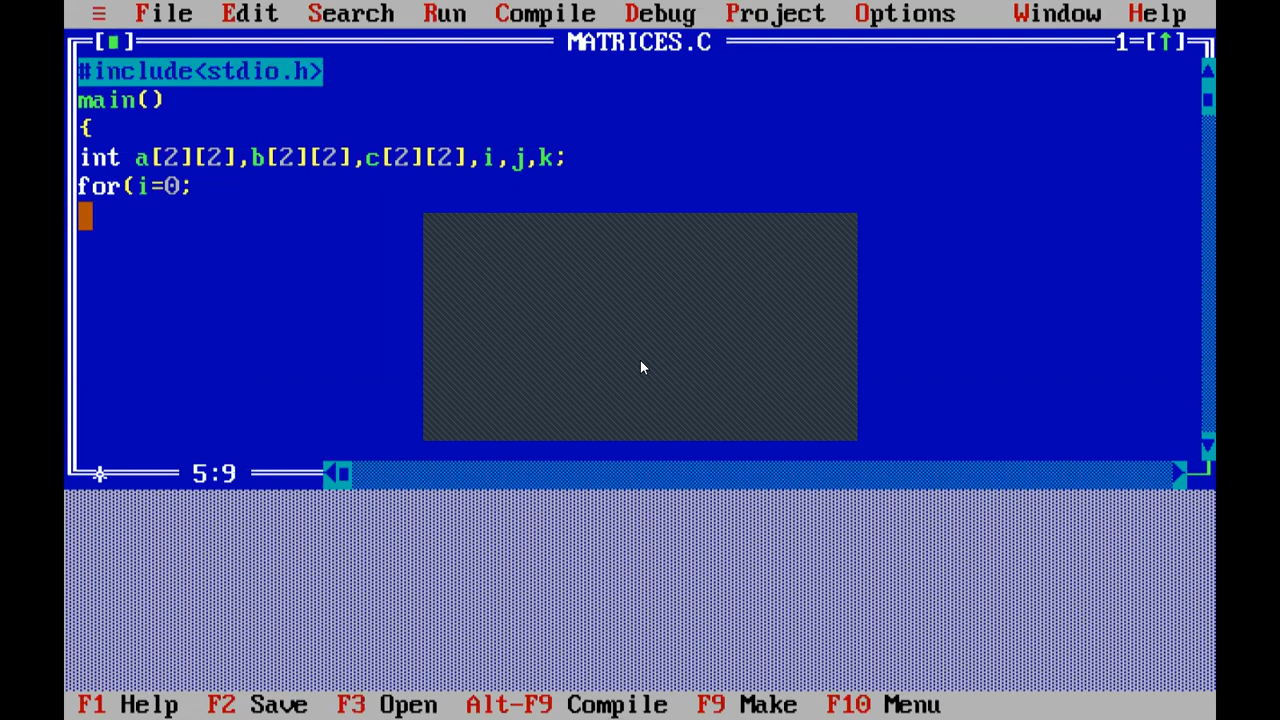 ≡ File Edit Search Run Compile Debug Project Options Window Help
[■] MATRICES.C 1=[↑]
#include<stdio.h>
main()
{
int a[2][2],b[2][2],c[2][2],i,j,k;
for(i=0;
5:9
F1 Help F2 Save F3 Open Alt-F9 Compile F9 Make F10 Menu